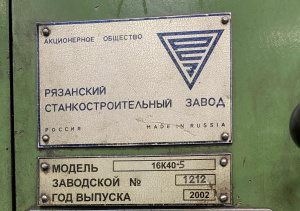 АКЦИОНЕРНОЕ ОБЩЕСТВО
РЯЗАНСКИЙ
СТАНКОСТРОИТЕЛЬНЫЙ ЗАВОД
РОССИЯ MADE IN RUSSIA
МОДЕЛЬ 16К40-5
ЗАВОДСКОЙ № 1212
ГОД ВЫПУСКА 2002